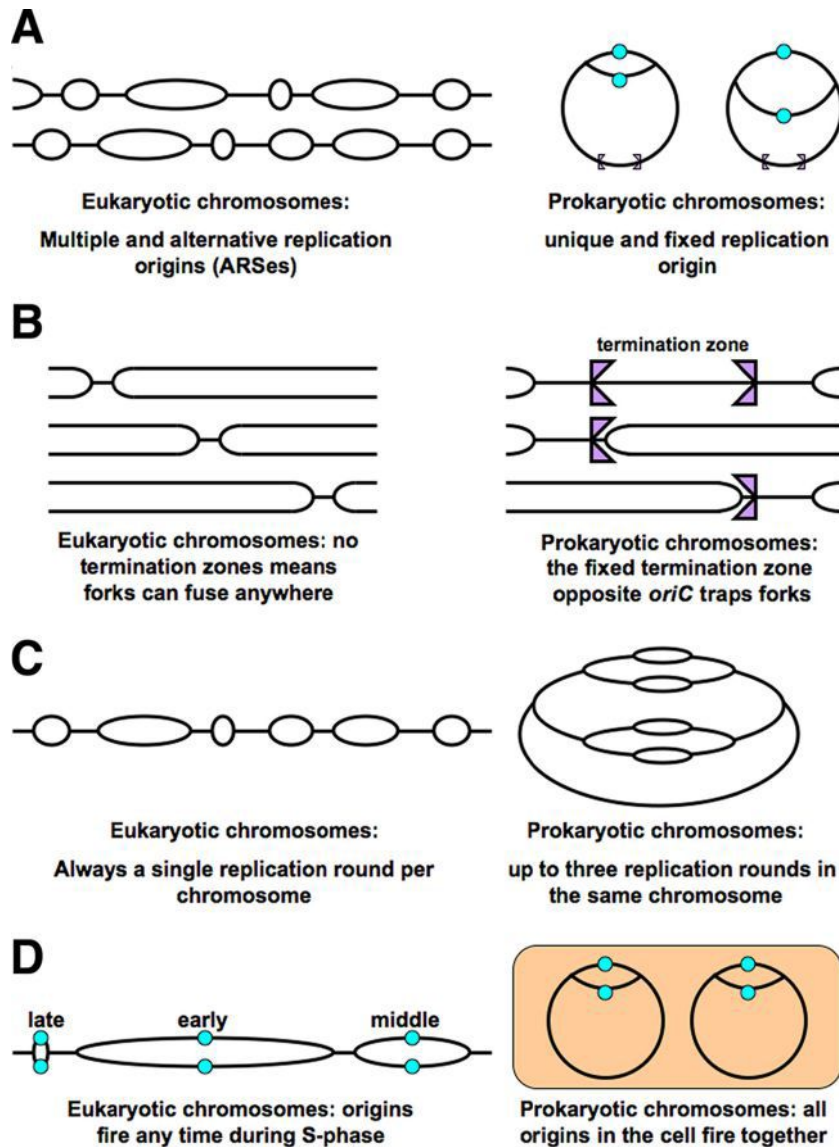 A
Eukaryotic chromosomes:
Multiple and alternative replication
origins (ARSes)
Prokaryotic chromosomes:
unique and fixed replication
origin
B
termination zone
Eukaryotic chromosomes: no
termination zones means
forks can fuse anywhere
Prokaryotic chromosomes:
the fixed termination zone
opposite oriC traps forks
C
Eukaryotic chromosomes:
Always a single replication round per
chromosome
Prokaryotic chromosomes:
up to three replication rounds in
the same chromosome
D
late early middle
Eukaryotic chromosomes: origins
fire any time during S-phase
Prokaryotic chromosomes: all
origins in the cell fire together